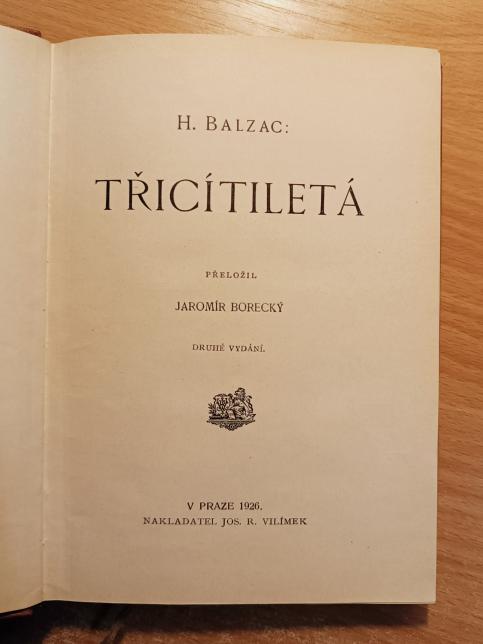 H. BALZAC:
TŘICÍTILETÁ
PŘELOŽIL
JAROMÍR BORECKÝ
DRUHÉ VYDÁNÍ.
V PRAZE 1926.
NAKLADATEL JOS. R. VILÍMEK